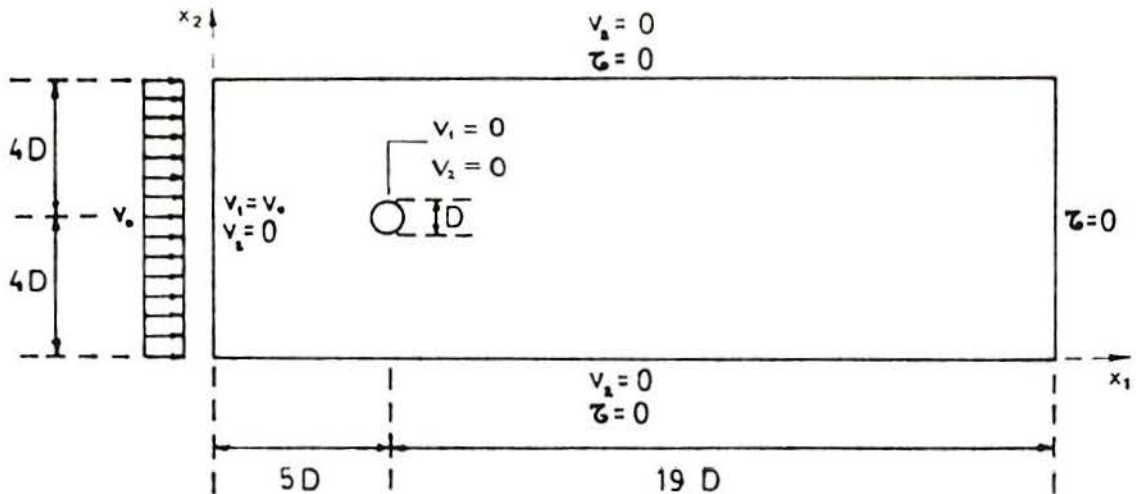 x₂
v₂ = 0
τ = 0
4D
v₁ = 0
v₂ = 0
v₀
v₁ = v₀
v₂ = 0
D
τ = 0
4D
x₁
v₂ = 0
τ = 0
5D
19 D